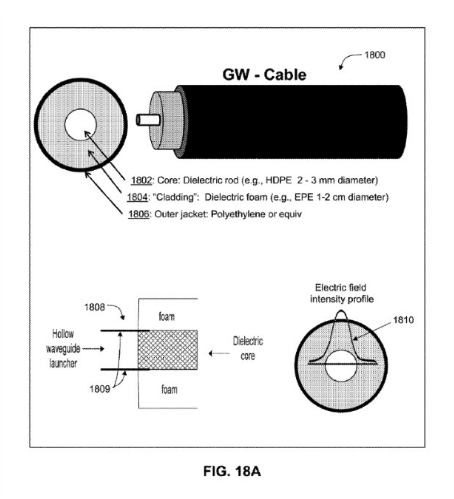 1800
GW - Cable
1802: Core: Dielectric rod (e.g., HDPE 2 - 3 mm diameter)
1804: "Cladding": Dielectric foam (e.g., EPE 1-2 cm diameter)
1806: Outer jacket: Polyethylene or equiv
Electric field
intensity profile
1808
foam
1810
Hollow
waveguide
launcher
Dielectric
core
1809
foam
FIG. 18A